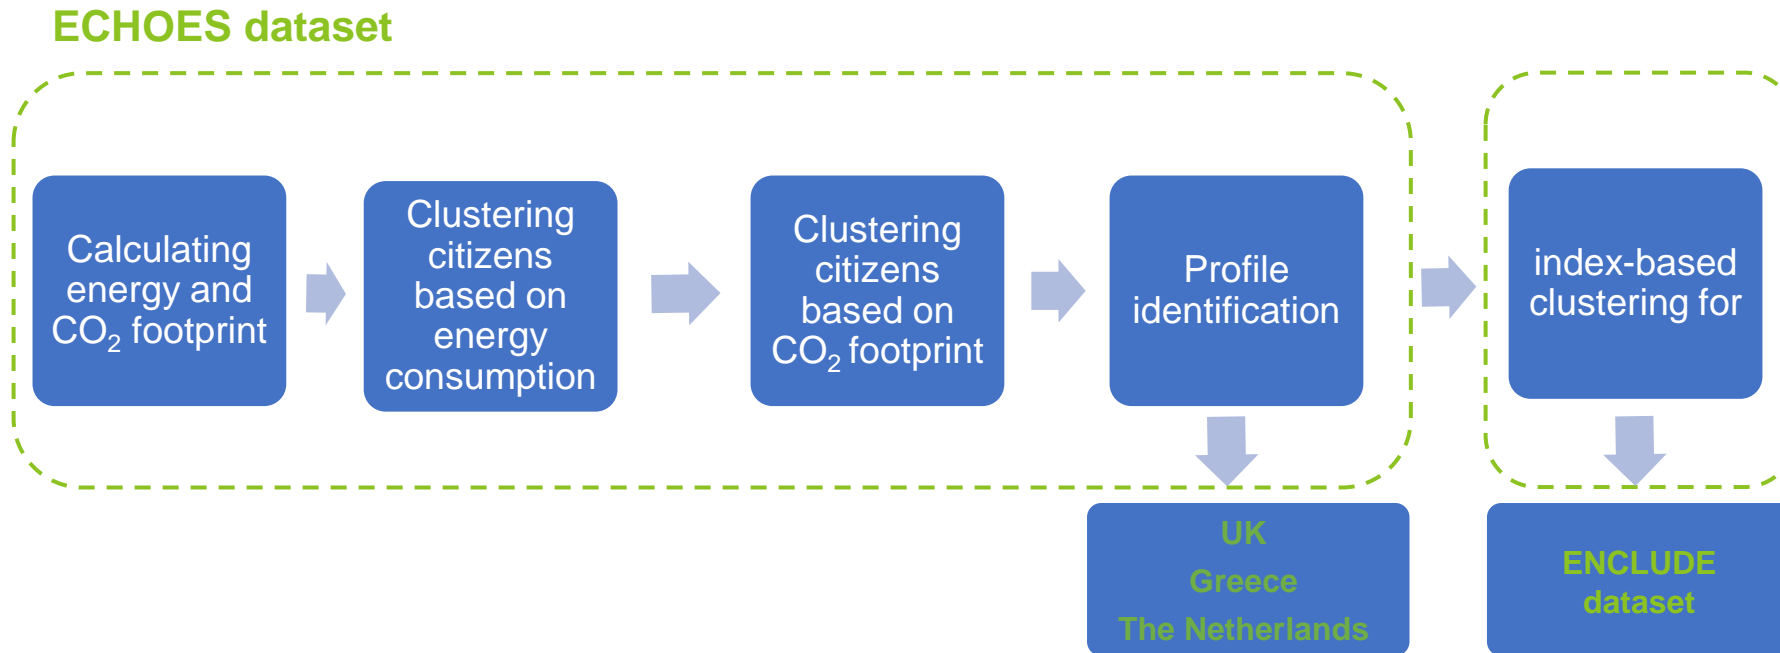 ECHOES dataset
Calculating
energy and
CO₂ footprint
Clustering
citizens
based on
energy
consumption
Clustering
citizens
based on
CO₂ footprint
Profile
identification
index-based
clustering for
UK
Greece
The Netherlands
ENCLUDE
dataset